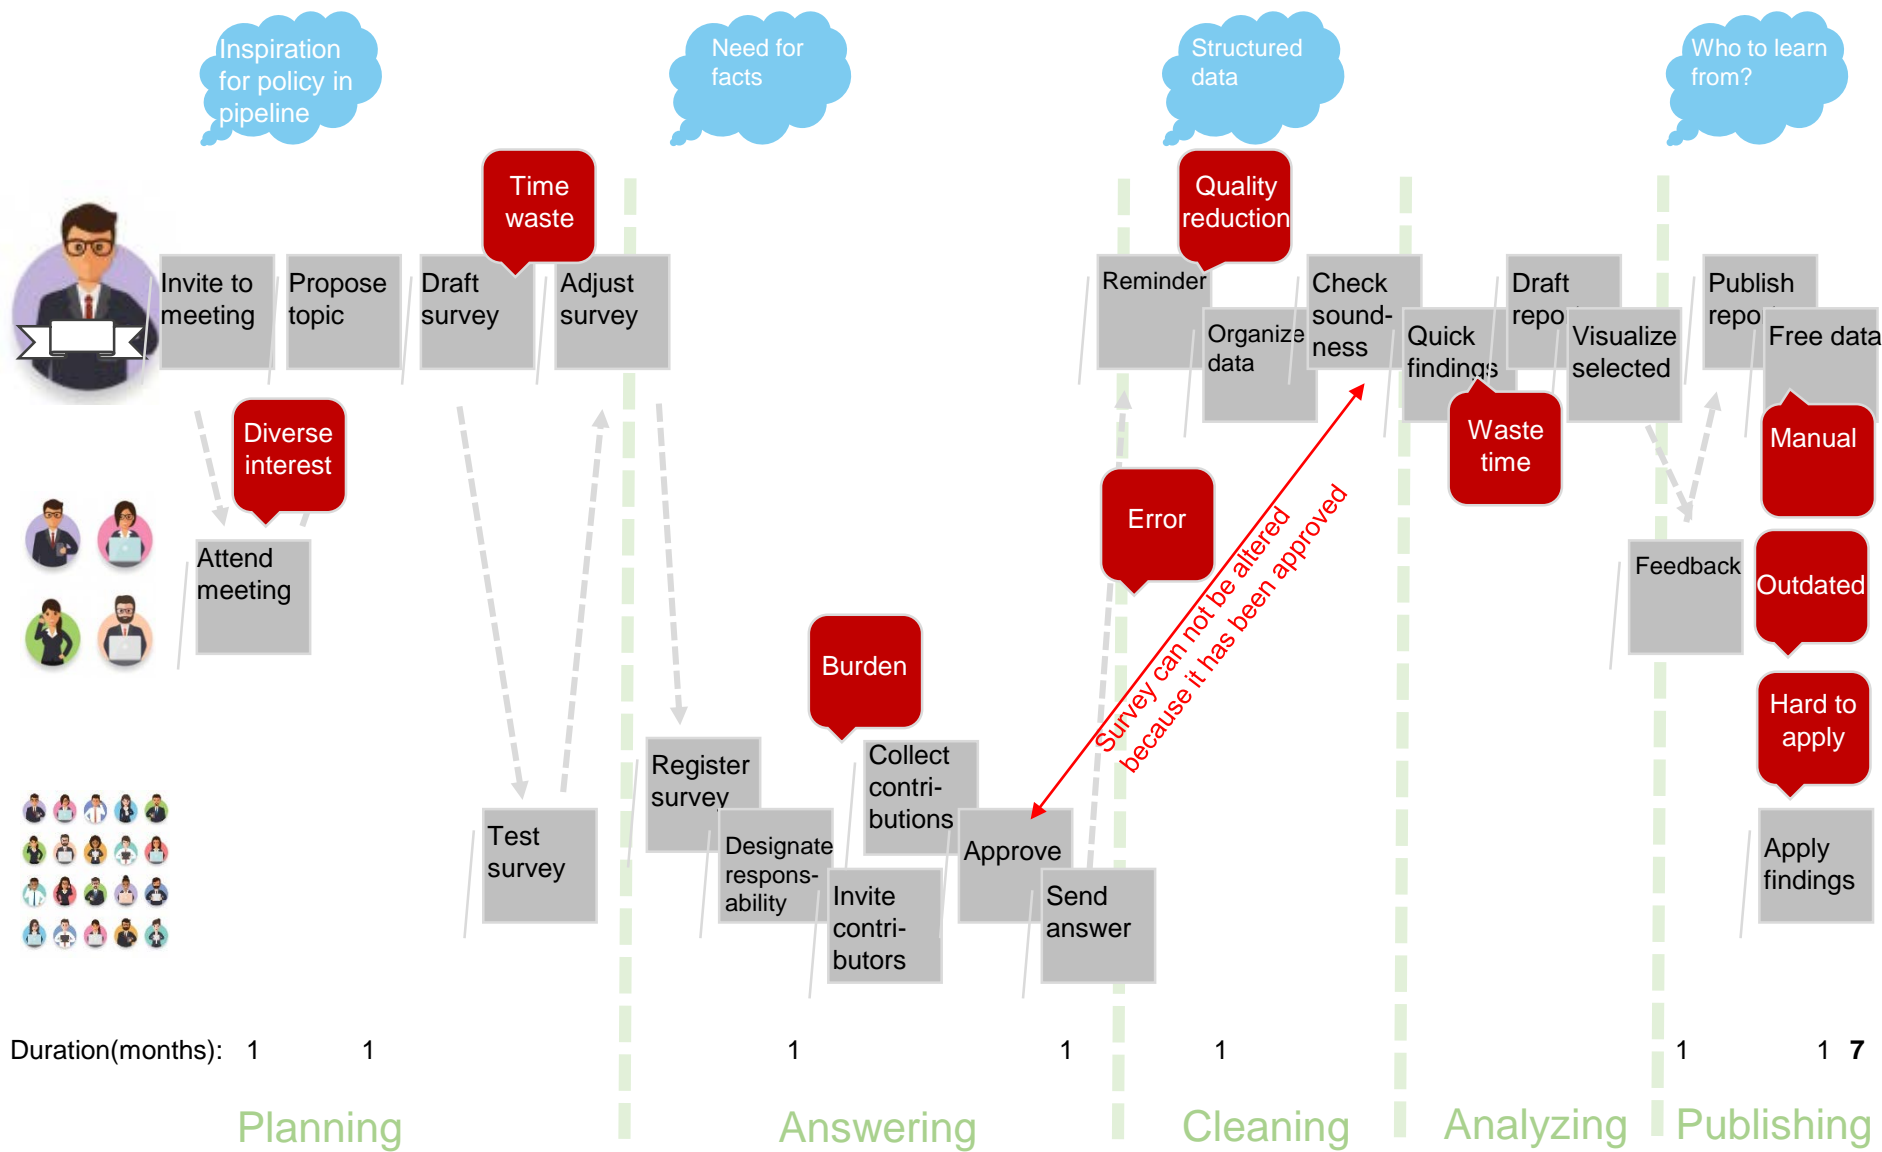 Inspiration
for policy in
pipeline
Need for
facts
Structured
data
Who to learn
from?
Time
waste
Quality
reduction
Invite to
meeting
Propose
topic
Draft
survey
Adjust
survey
Reminder
Organize
data
Check
sound-
ness
Quick
findings
Draft
repo
Visualize
selected
Publish
repo
Free data
Diverse
interest
Waste
time
Manual
Error
Attend
meeting
Feedback
Outdated
Survey can not be altered
because it has been approved
Burden
Hard to
apply
Register
survey
Designate
respons-
ability
Collect
contri-
butions
Invite
contri-
butors
Approve
Send
answer
Test
survey
Apply
findings
Duration(months): 1 1 1 1 1 1 1 7
Planning
Answering
Cleaning
Analyzing
Publishing